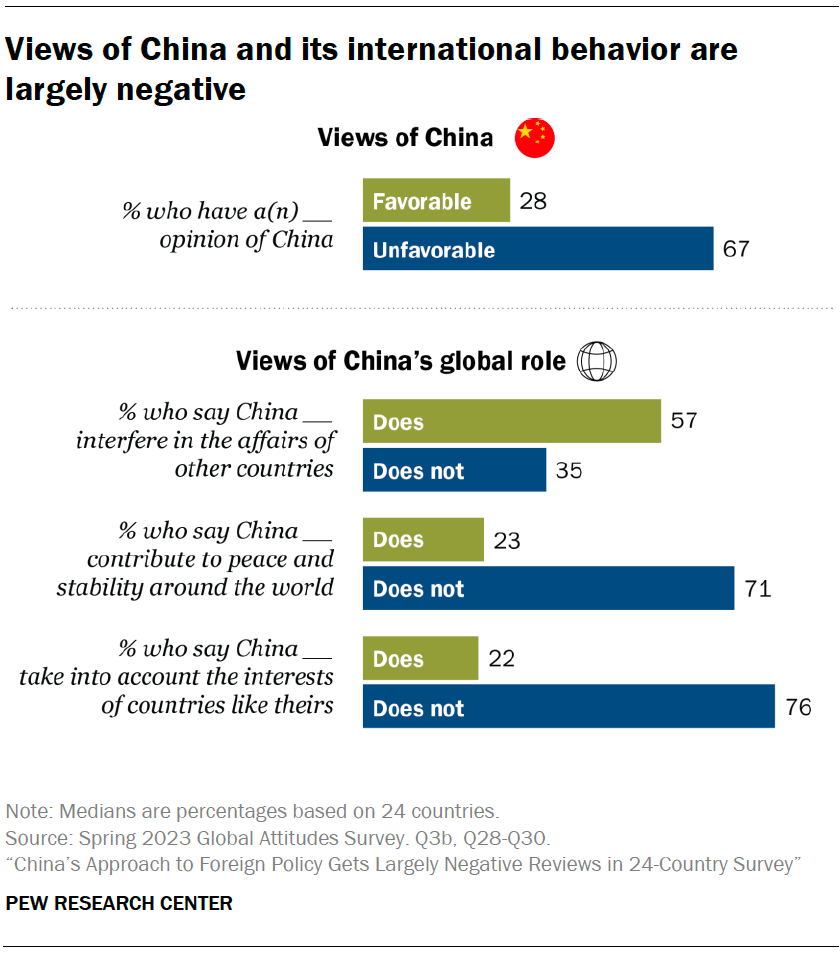 Views of China and its international behavior are
largely negative
Views of China
% who have a(n) __
opinion of China
Favorable 28
Unfavorable 67
Views of China's global role
% who say China __
interfere in the affairs of
other countries
Does 57
Does not 35
% who say China __
contribute to peace and
stability around the world
Does 23
Does not 71
% who say China __
take into account the interests
of countries like theirs
Does 22
Does not 76
Note: Medians are percentages based on 24 countries.
Source: Spring 2023 Global Attitudes Survey. Q3b, Q28-Q30.
“China's Approach to Foreign Policy Gets Largely Negative Reviews in 24-Country Survey”
PEW RESEARCH CENTER